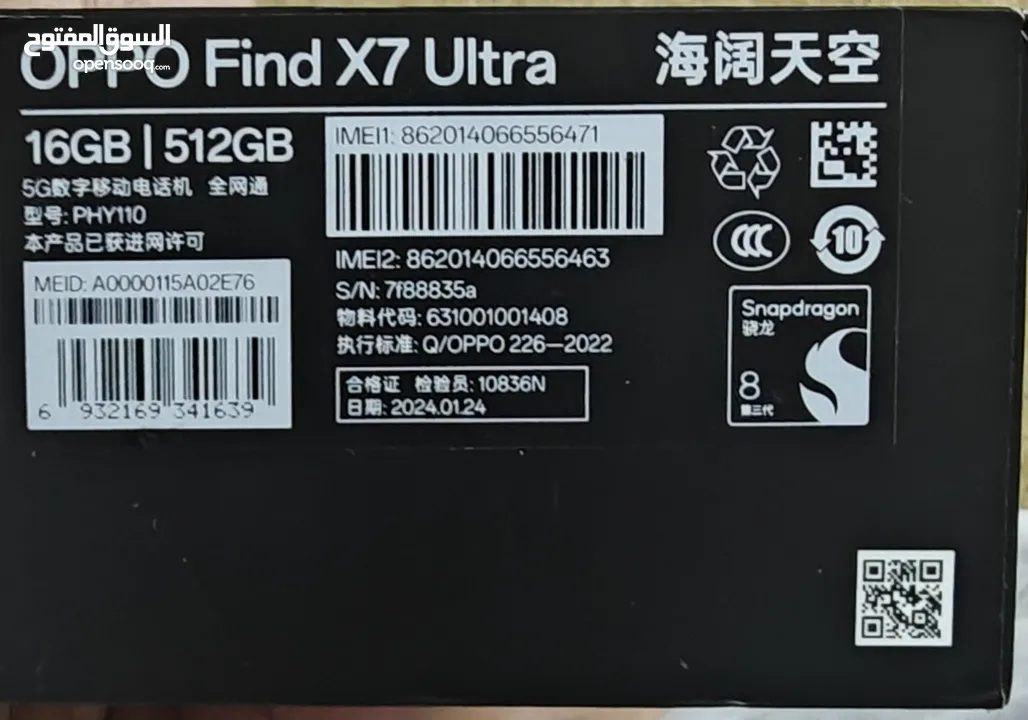 السوق المفتوح
opensooq.com
OPPO Find X7 Ultra
海阔天空
16GB | 512GB
5G数字移动电话机 全网通
型号: PHY110
本产品已获进网许可
MEID: A0000115A02E76
6 932169 341639
IMEI1: 862014066556471
IMEI2: 862014066556463
S/N: 7f88835a
物料代码: 631001001408
执行标准: Q/OPPO 226—2022
合格证 检验员: 10836N
日期: 2024.01.24
CCC
10
Snapdragon
骁龙
8
第三代